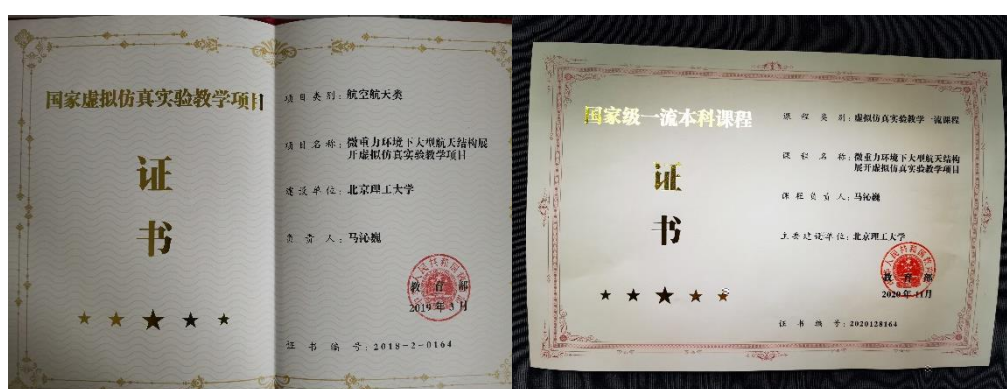 国家虚拟仿真实验教学项目
证
书
项目类别：航空航天类
项目名称：微重力环境下大型航天结构展
开虚拟仿真实验教学项目
建设单位：北京理工大学
负责人：马沁巍
教育部
2019年3月
证书编号：2018-2-0164
国家级一流本科课程
证
书
课程类别：虚拟仿真实验教学一流课程
课程名称：微重力环境下大型航天结构
展开虚拟仿真实验教学项目
课程负责人：马沁巍
主要建设单位：北京理工大学
教育部
2020年11月
证书编号：2020128164